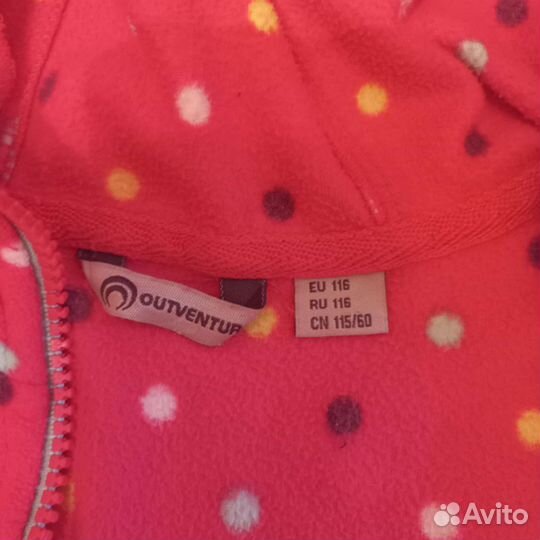 OUTVENTUR
EU 116
RU 116
CN 115/60
Avito